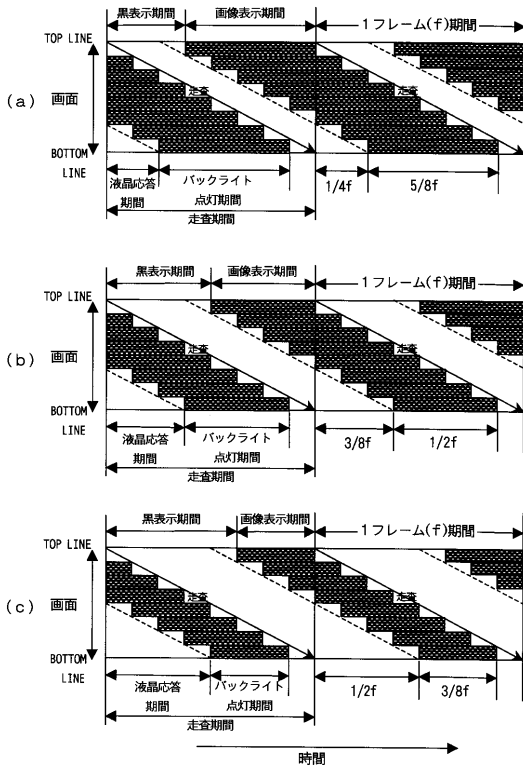 黒表示期間 画像表示期間 1フレーム(f)期間
TOP LINE
(a) 画面 走査 走査
BOTTOM
LINE
液晶応答 バックライト 1/4f 5/8f
期間 点灯期間
走査期間
黒表示期間 画像表示期間 1フレーム(f)期間
TOP LINE
(b) 画面 走査 走査
BOTTOM
LINE
液晶応答 バックライト 3/8f 1/2f
期間 点灯期間
走査期間
黒表示期間 画像表示期間 1フレーム(f)期間
TOP LINE
(c) 画面 走査 走査
BOTTOM
LINE
液晶応答 バックライト 1/2f 3/8f
期間 点灯期間
走査期間
時間